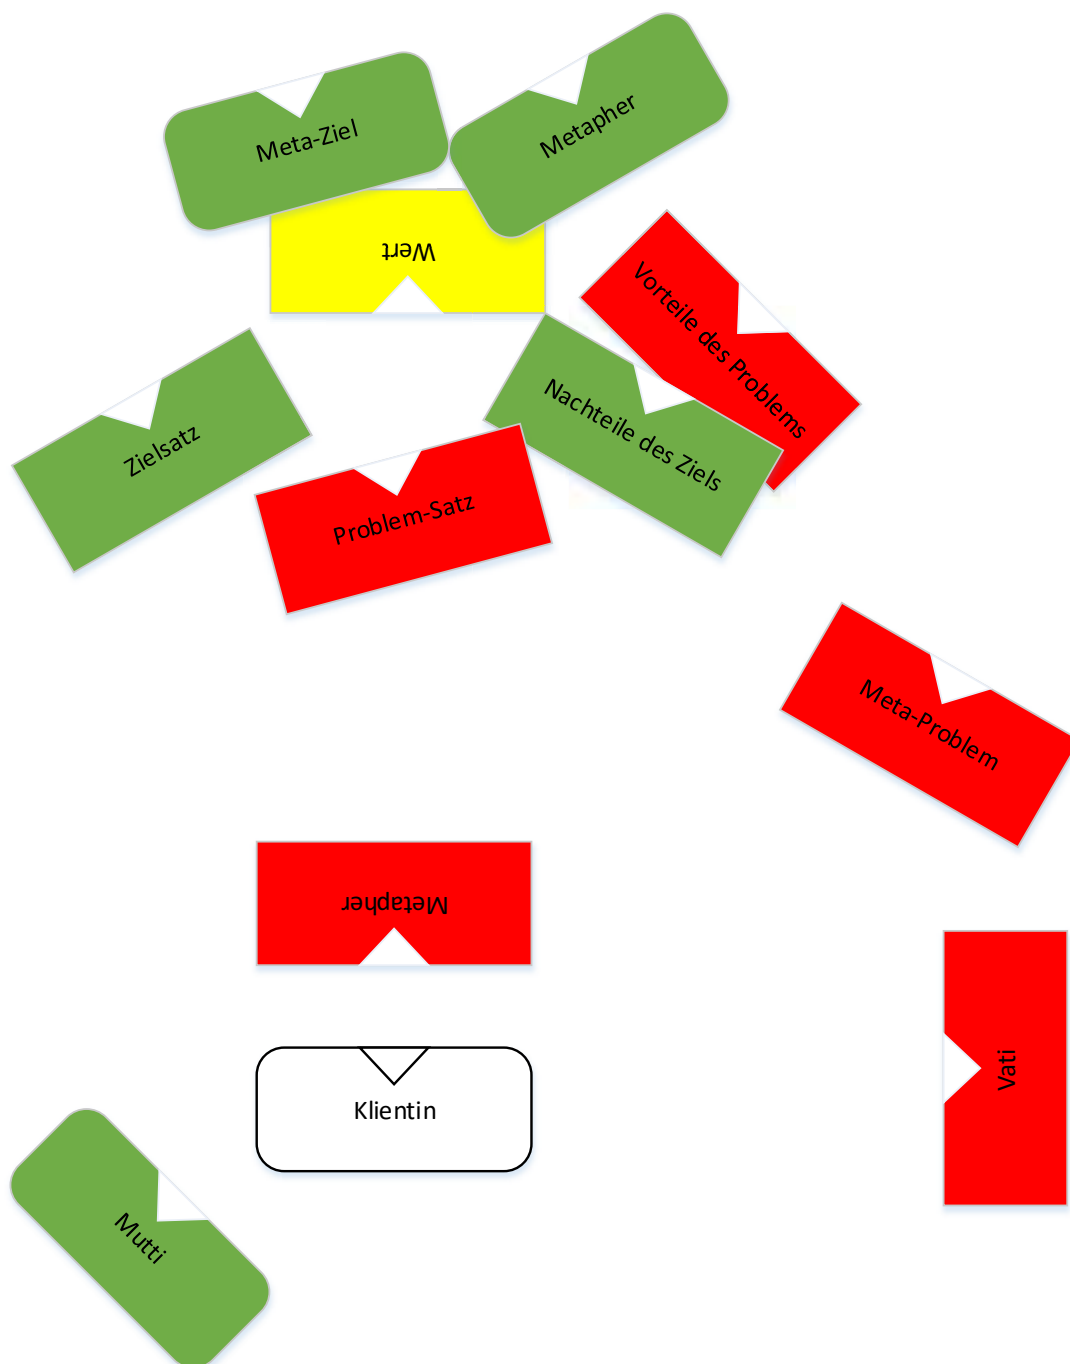 Meta-Ziel
Metapher
Wert
Vorteile des Problems
Nachteile des Ziels
Zielsatz
Problem-Satz
Meta-Problem
Metapher
Vati
Klientin
Mutti